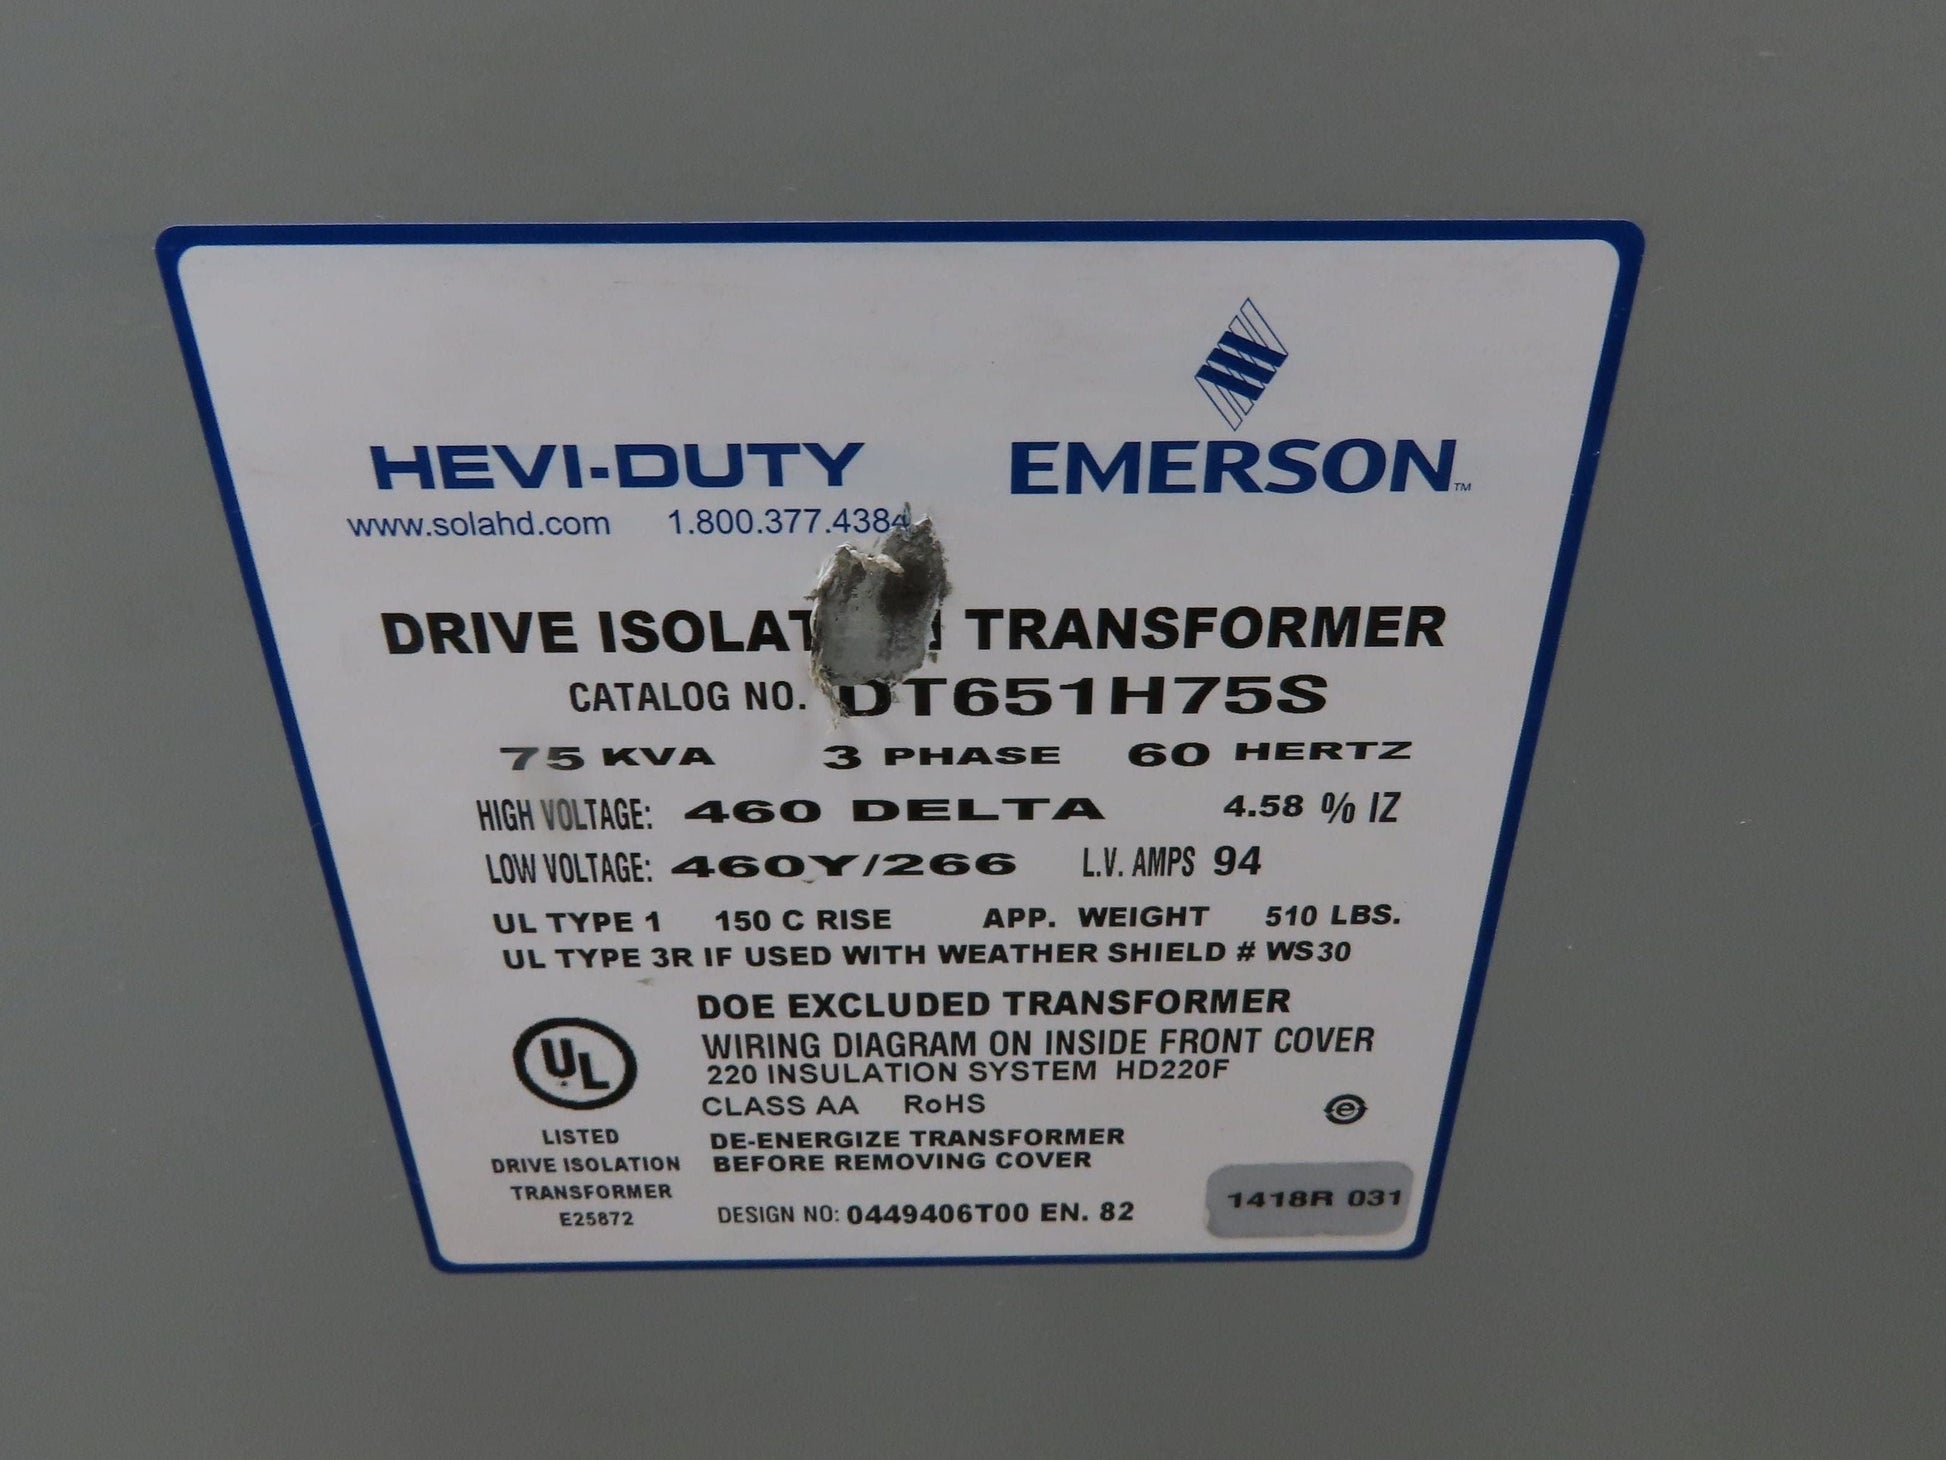 HEVI-DUTY
EMERSON™
www.solahd.com 1.800.377.4384
DRIVE TRANSFORMER
CATALOG NO. DT651H75S
75 KVA 3 PHASE 60 HERTZ
HIGH VOLTAGE: 460 DELTA 4.58 % IZ
LOW VOLTAGE: 460Y/266 L.V. AMPS 94
UL TYPE 1 150 C RISE APP. WEIGHT 510 LBS.
UL TYPE 3R IF USED WITH WEATHER SHIELD # WS30
DOE EXCLUDED TRANSFORMER
WIRING DIAGRAM ON INSIDE FRONT COVER
220 INSULATION SYSTEM HD220F
CLASS AA RoHS
e
DE-ENERGIZE TRANSFORMER
BEFORE REMOVING COVER
DESIGN NO: 0449406T00 EN. 82
UL
LISTED
DRIVE ISOLATION
TRANSFORMER
E25872
1418R 031